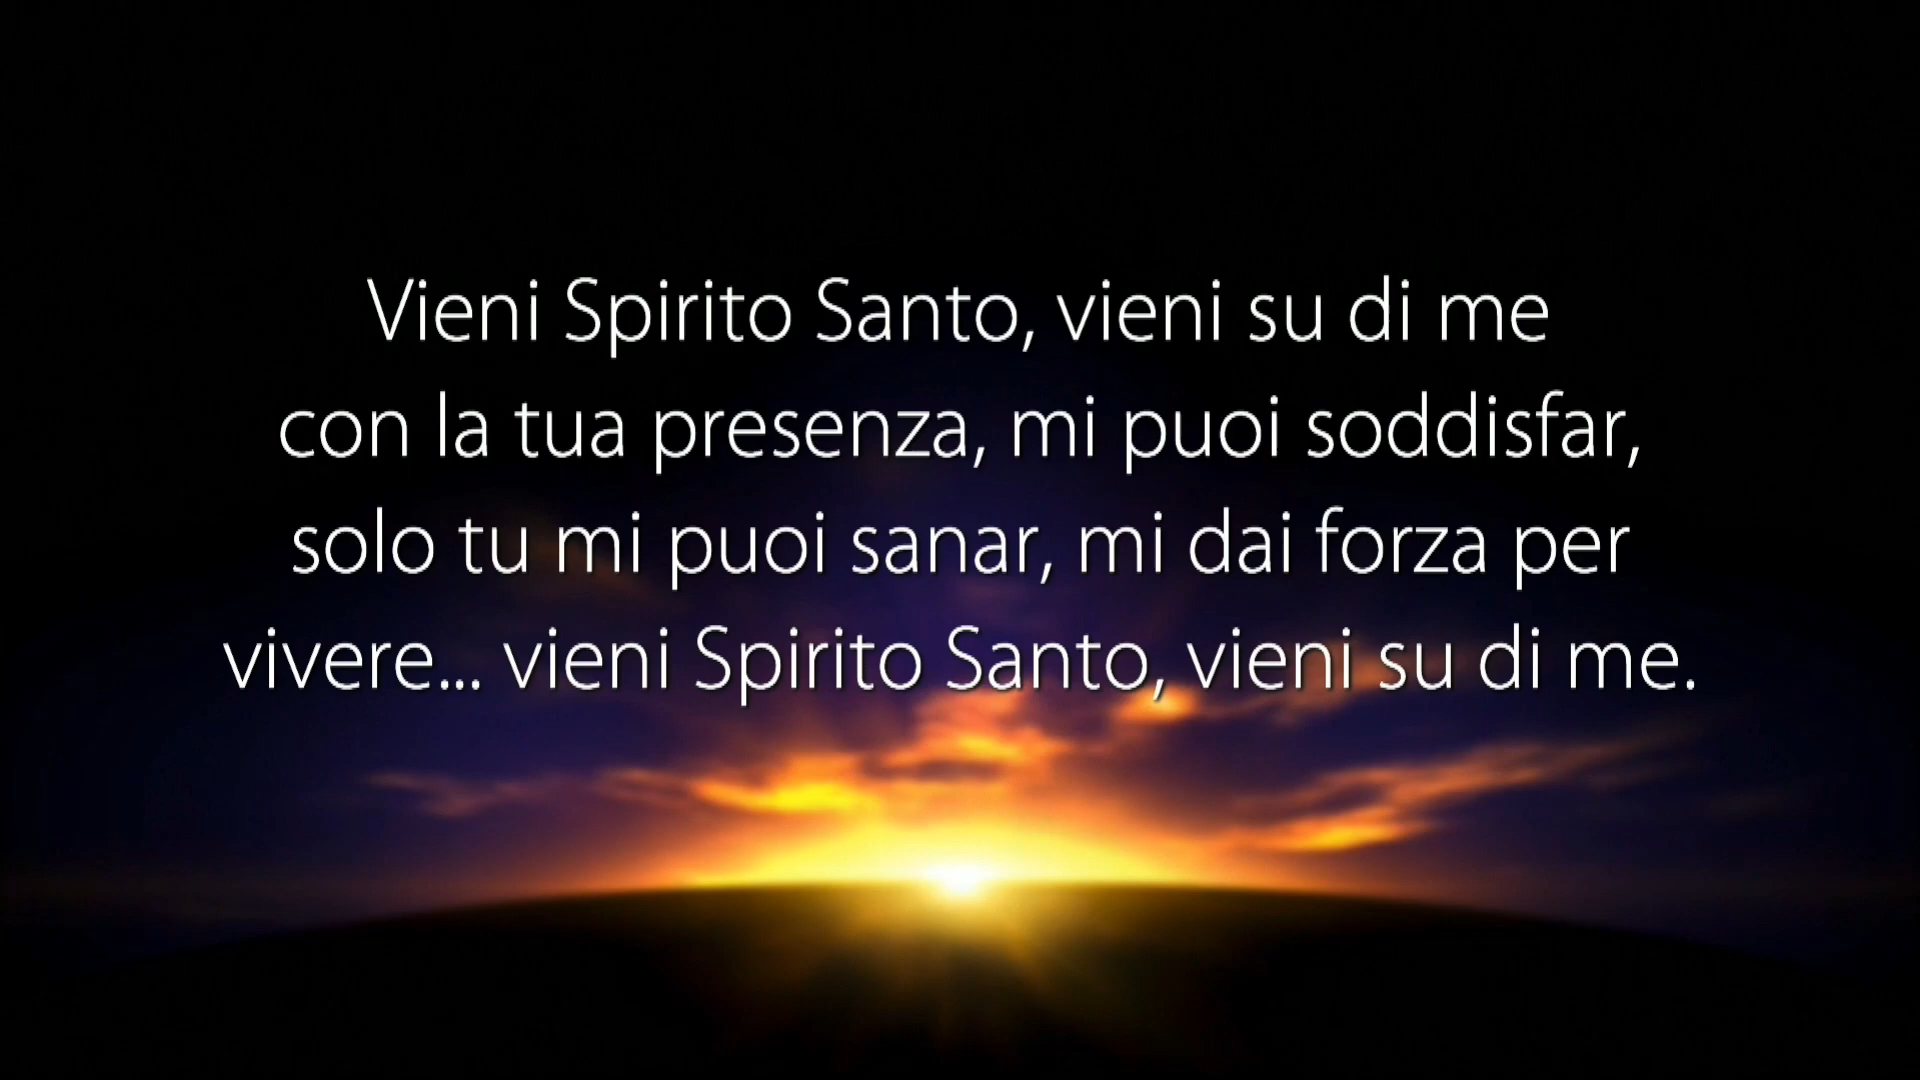 Vieni Spirito Santo, vieni su di me
con la tua presenza, mi puoi soddisfar,
solo tu mi puoi sanar, mi dai forza per
vivere... vieni Spirito Santo, vieni su di me.